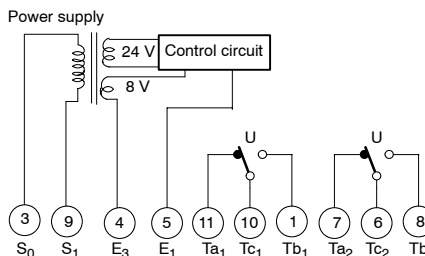 Power supply
24 V
Control circuit
8 V
U
U
3
9
4
5
11
10
1
7
6
8
S0
S1
E3
E1
Ta1
Tc1
Tb1
Ta2
Tc2